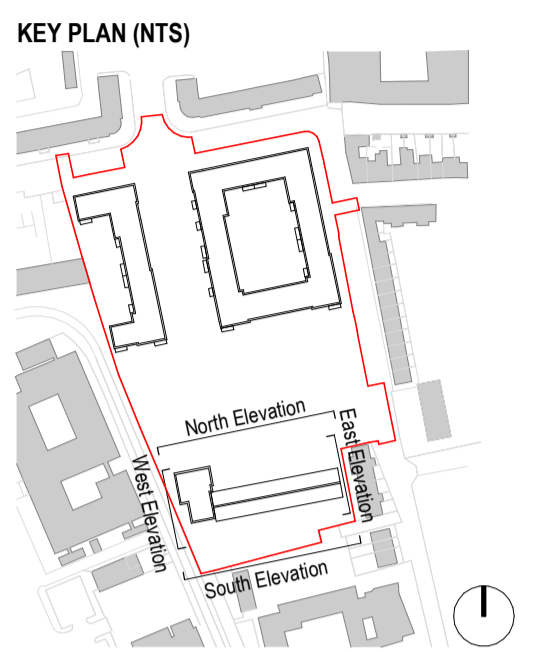 KEY PLAN (NTS)
North Elevation
East Elevation
West Elevation
South Elevation